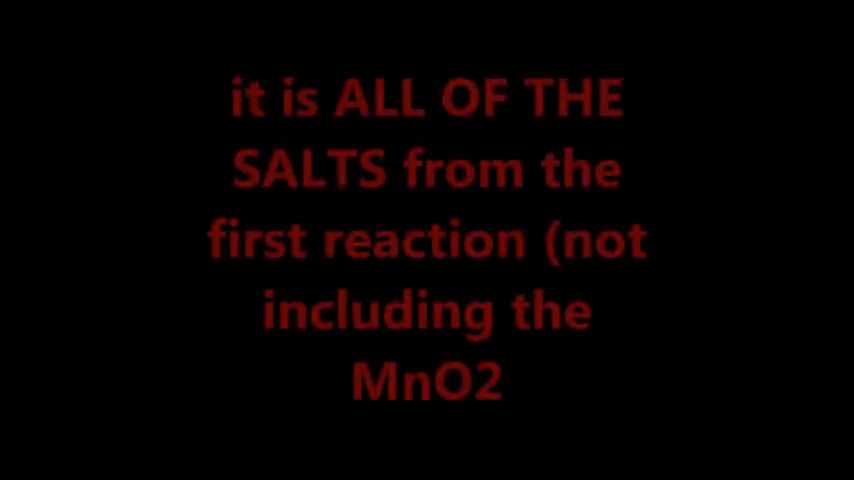 it is ALL OF THE
SALTS from the
first reaction (not
including the
MnO2